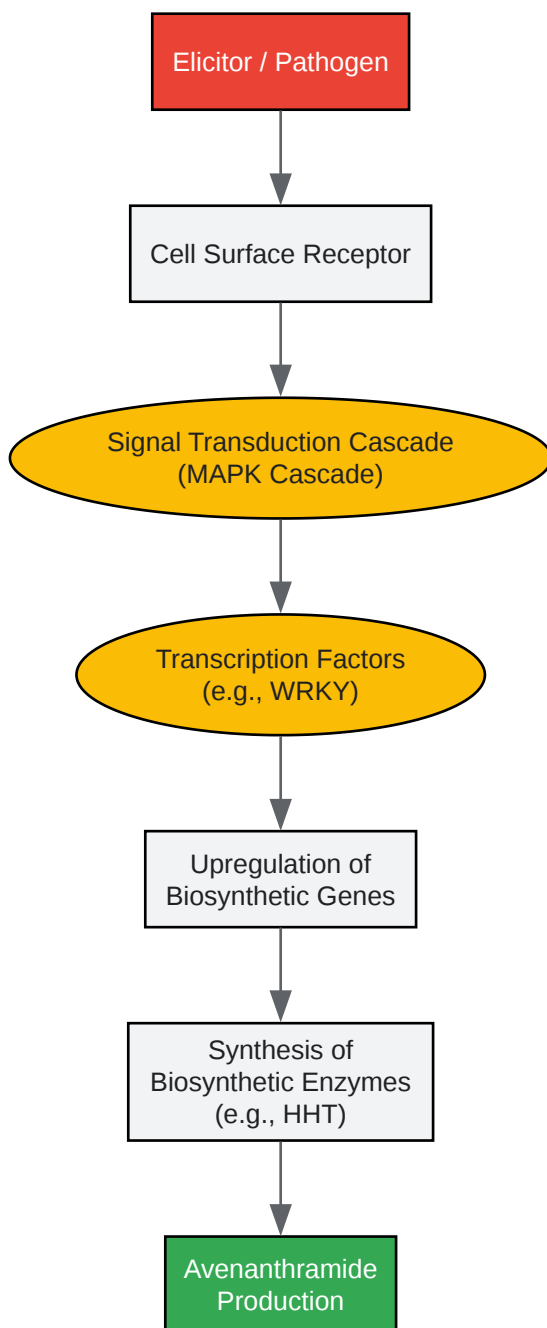 Elicitor / Pathogen
Cell Surface Receptor
Signal Transduction Cascade
(MAPK Cascade)
Transcription Factors
(e.g., WRKY)
Upregulation of
Biosynthetic Genes
Synthesis of
Biosynthetic Enzymes
(e.g., HHT)
Avenanthramide
Production